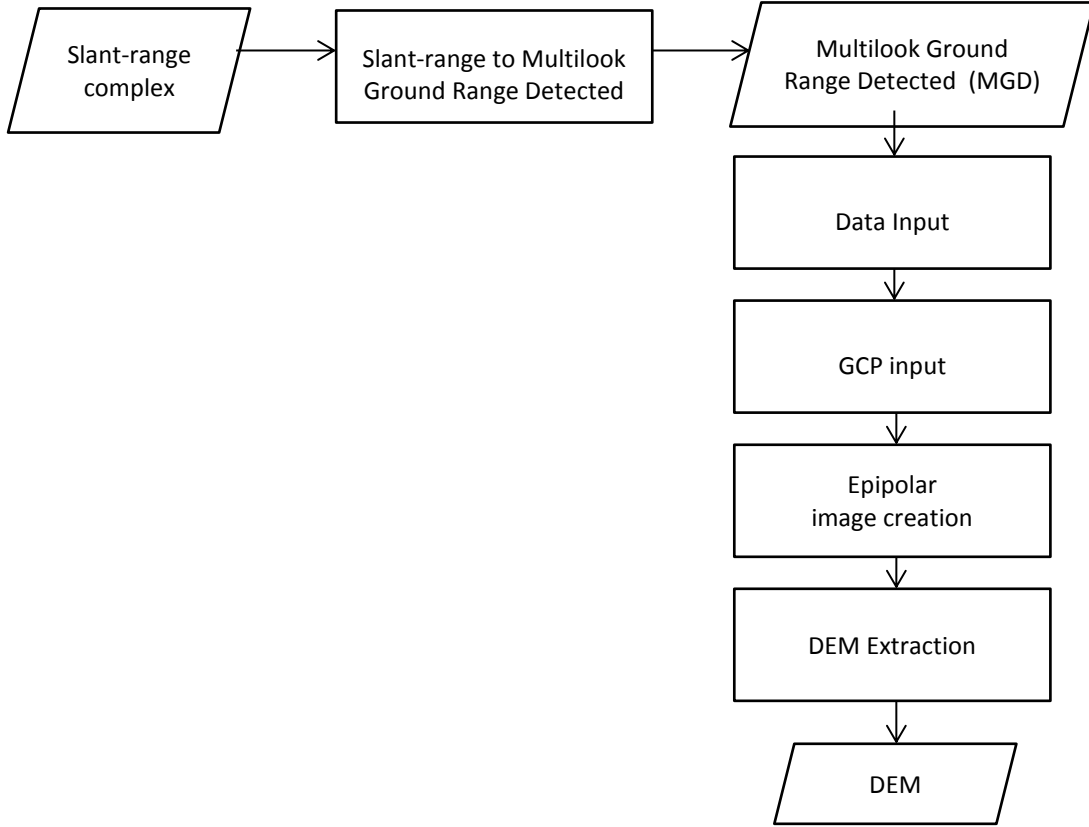 Slant-range
complex
Slant-range to Multilook
Ground Range Detected
Multilook Ground
Range Detected  (MGD)
Data Input
GCP input
Epipolar
image creation
DEM Extraction
DEM